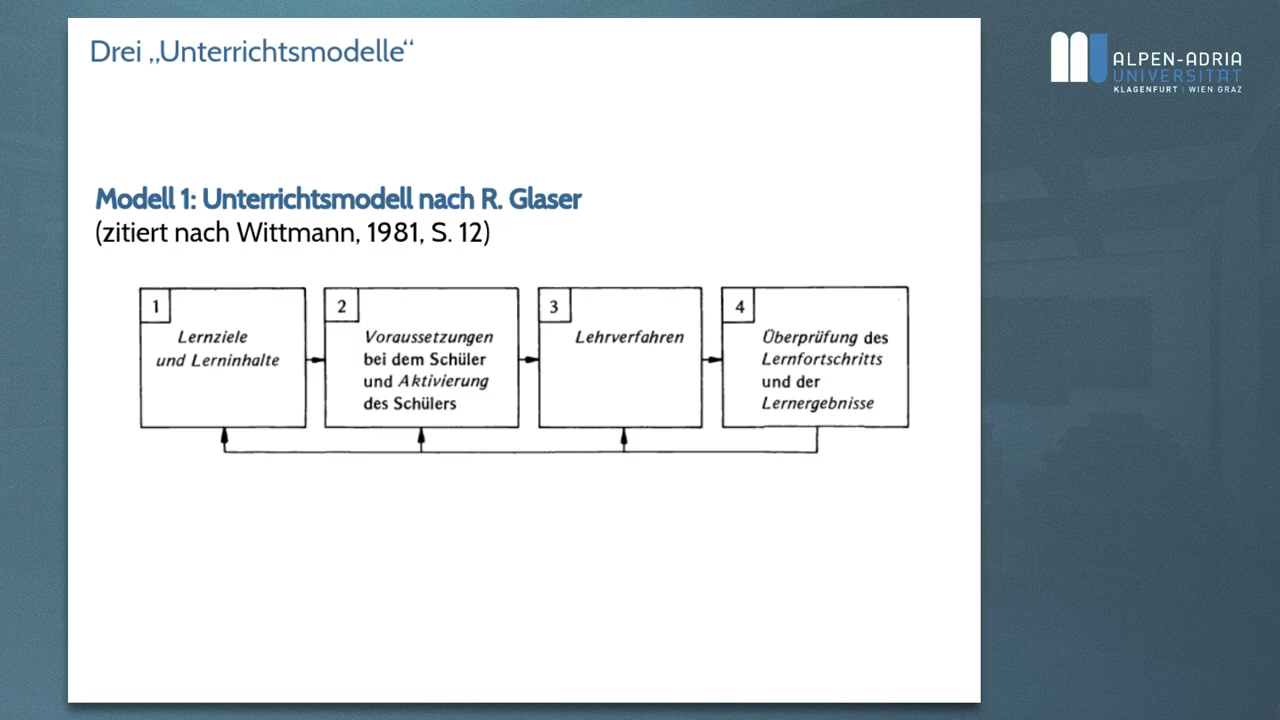 Drei „Unterrichtsmodelle“
ALPEN-ADRIA
UNIVERSITÄT
KLAGENFURT | WIEN GRAZ
Modell 1: Unterrichtsmodell nach R. Glaser
(zitiert nach Wittmann, 1981, S. 12)
1
Lernziele
und Lerninhalte
2
Voraussetzungen
bei dem Schüler
und Aktivierung
des Schülers
3
Lehrverfahren
4
Überprüfung des
Lernfortschritts
und der
Lernergebnisse